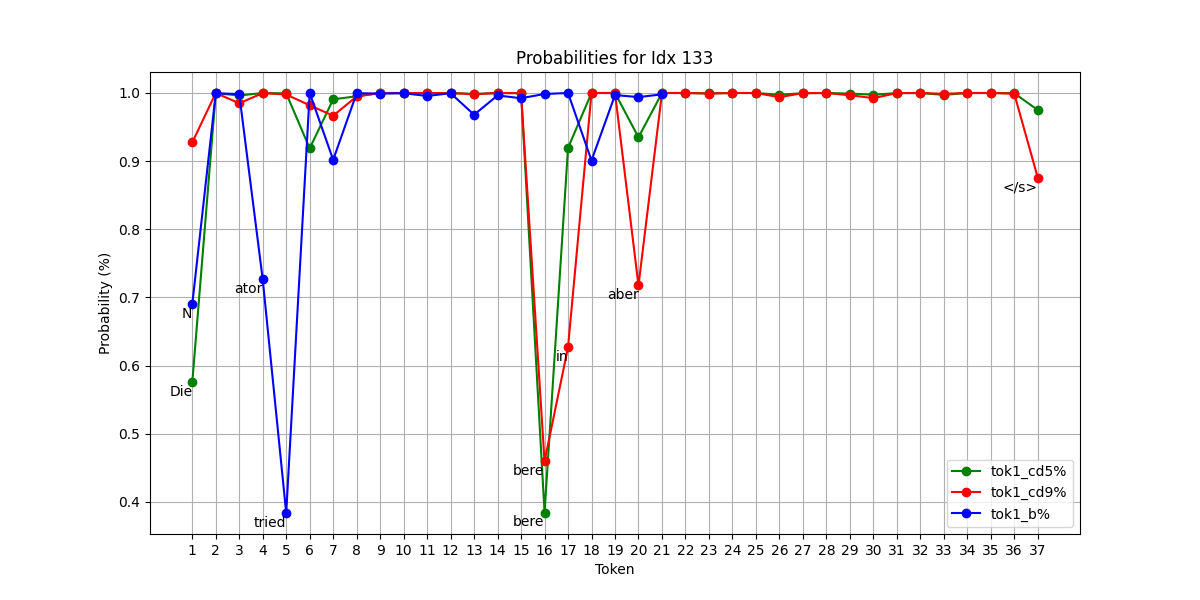 Probabilities for Idx 133
Probability (%)
1.0
0.9
0.8
0.7
0.6
0.5
0.4
N
Die
ator
tried
bere
bere
in
aber
</s>
tok1_cd5%
tok1_cd9%
tok1_b%
1 2 3 4 5 6 7 8 9 10 11 12 13 14 15 16 17 18 19 20 21 22 23 24 25 26 27 28 29 30 31 32 33 34 35 36 37
Token